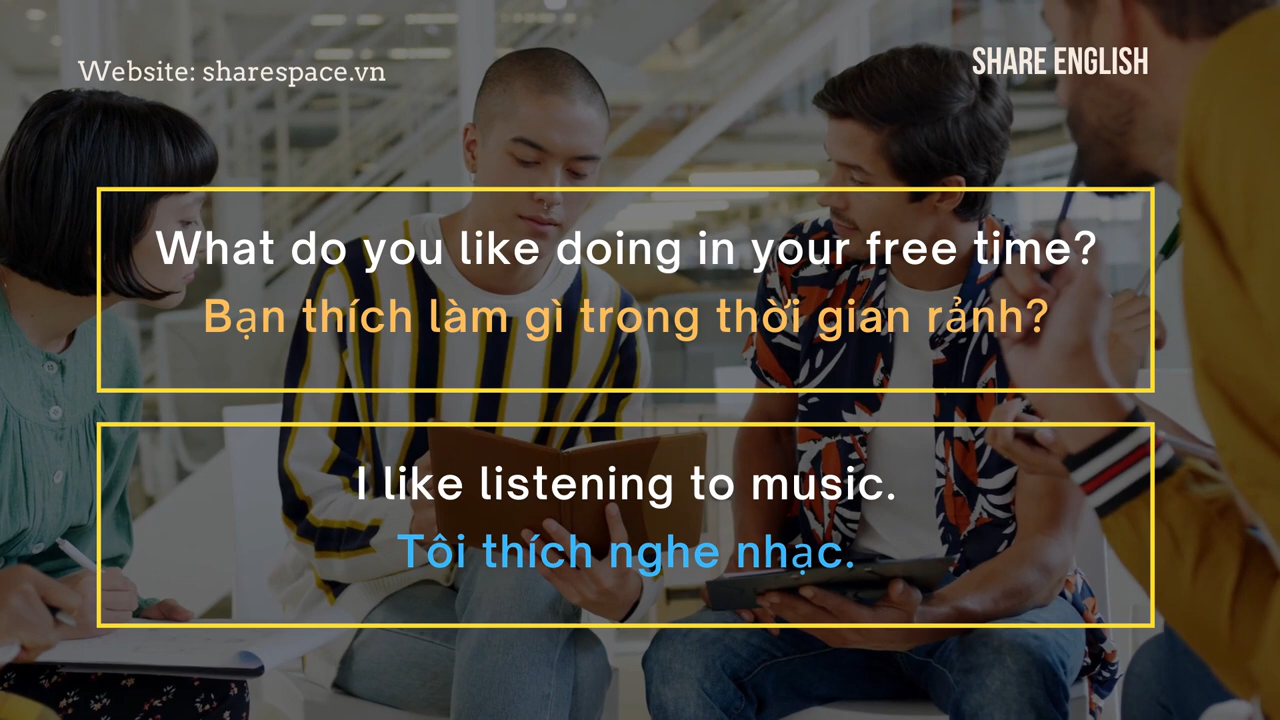 Website: sharespace.vn
SHARE ENGLISH
What do you like doing in your free time?
Bạn thích làm gì trong thời gian rảnh?
I like listening to music.
Tôi thích nghe nhạc.